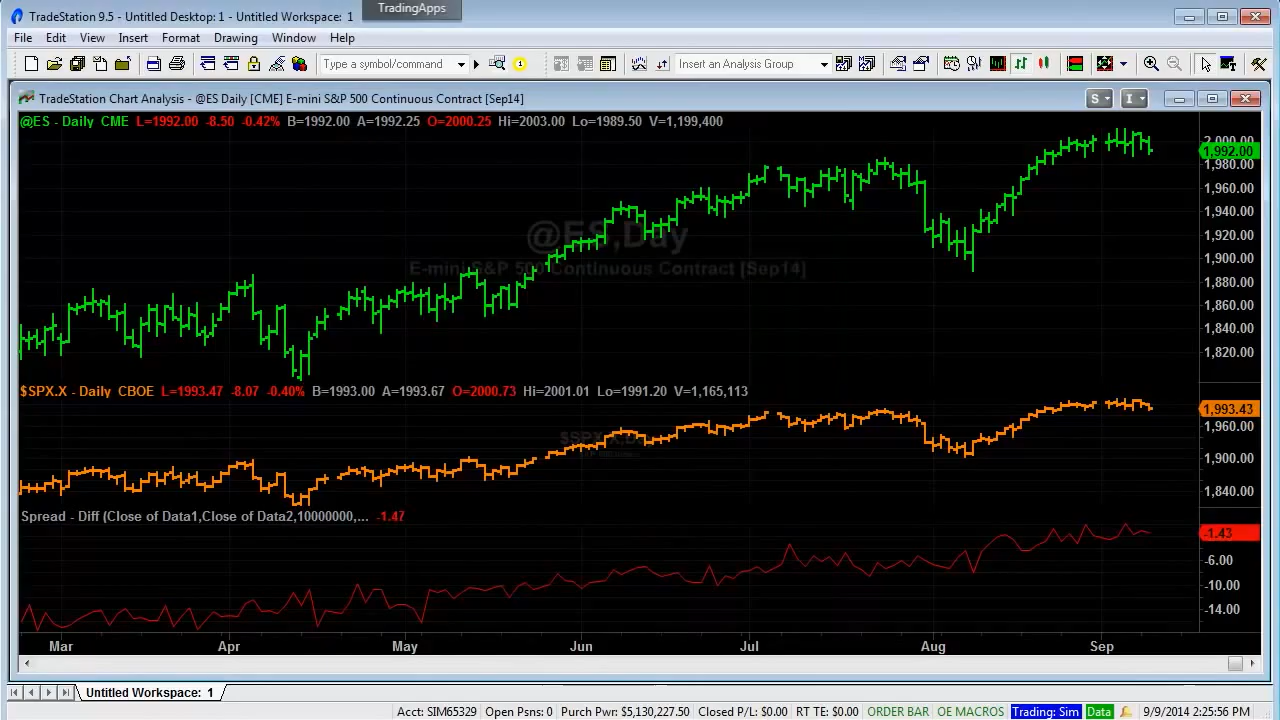 TradeStation 9.5 - Untitled Desktop: 1 - Untitled Workspace: 1
TradingApps
File Edit View Insert Format Drawing Window Help
Type a symbol/command
Insert an Analysis Group
TradeStation Chart Analysis - @ES Daily [CME] E-mini S&P 500 Continuous Contract [Sep14]
S
I
@ES - Daily CME L=1992.00 -8.50 -0.42% B=1992.00 A=1992.25 O=2000.25 Hi=2003.00 Lo=1989.50 V=1,199,400
2,000.00
1,992.00
1,980.00
1,960.00
1,940.00
@ES,Day
1,920.00
E-mini S&P 500 Continuous Contract [Sep14]
1,900.00
1,880.00
1,860.00
1,840.00
1,820.00
$SPX.X - Daily CBOE L=1993.47 -8.07 -0.40% B=1993.00 A=1993.67 O=2000.73 Hi=2001.01 Lo=1991.20 V=1,165,113
1,993.43
1,960.00
1,900.00
1,840.00
Spread - Diff (Close of Data1,Close of Data2,10000000,... -1.47
-1.43
-6.00
-10.00
-14.00
Mar Apr May Jun Jul Aug Sep
Untitled Workspace: 1
Acct: SIM65329 Open Psns: 0 Purch Pwr: $5,130,227.50 Closed P/L: $0.00 RT TE: $0.00 ORDER BAR OE MACROS Trading: Sim Data 9/9/2014 2:25:56 PM